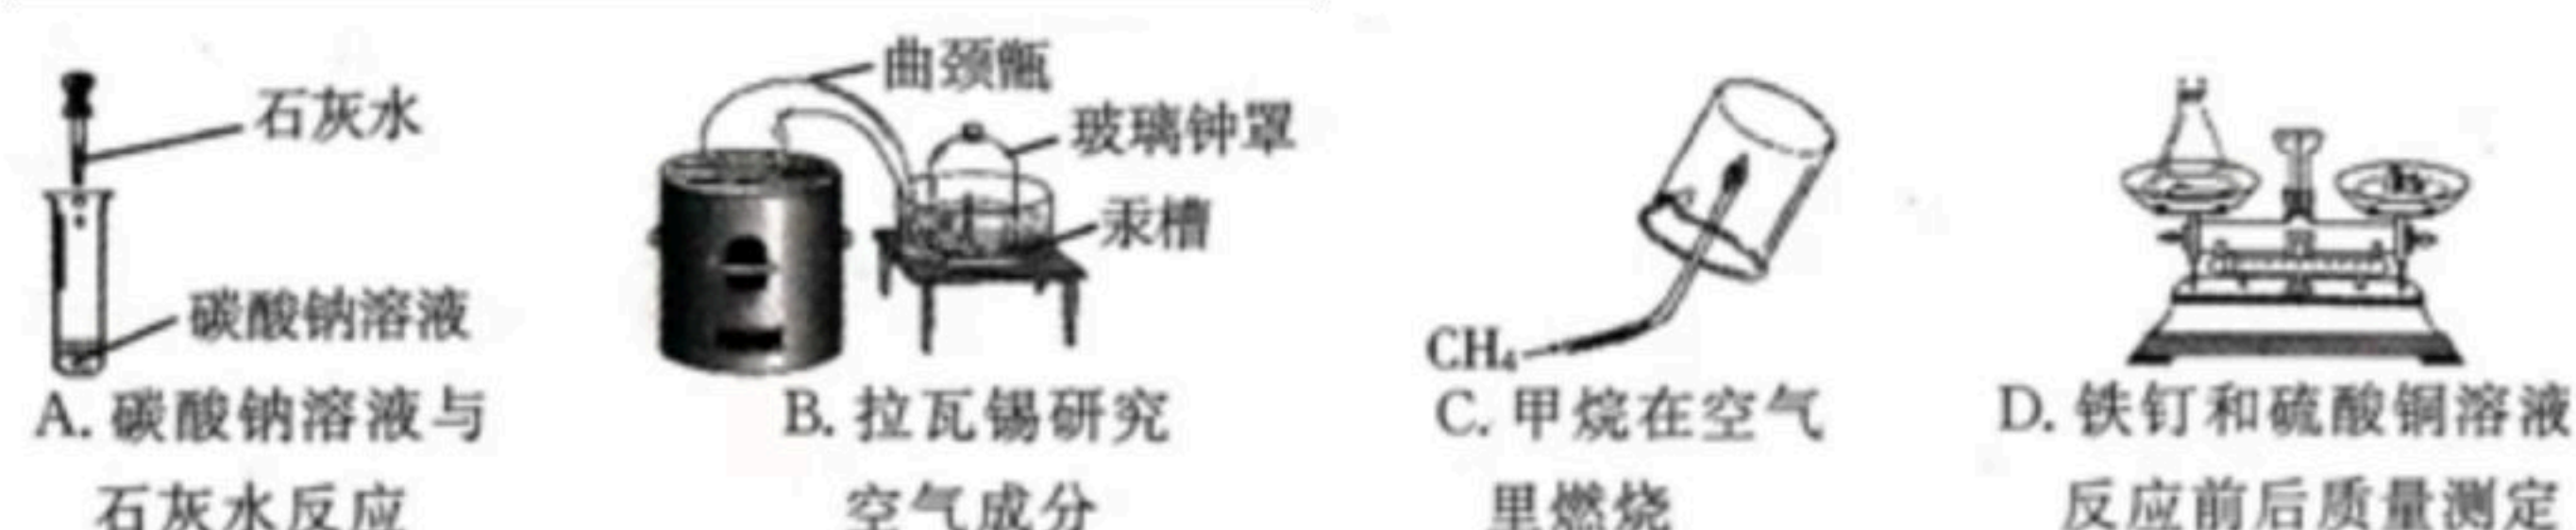 曲颈甑
石灰水
玻璃钟罩
汞槽
碳酸钠溶液
CH₄
A. 碳酸钠溶液与
石灰水反应
B. 拉瓦锡研究
空气成分
C. 甲烷在空气
里燃烧
D. 铁钉和硫酸铜溶液
反应前后质量测定